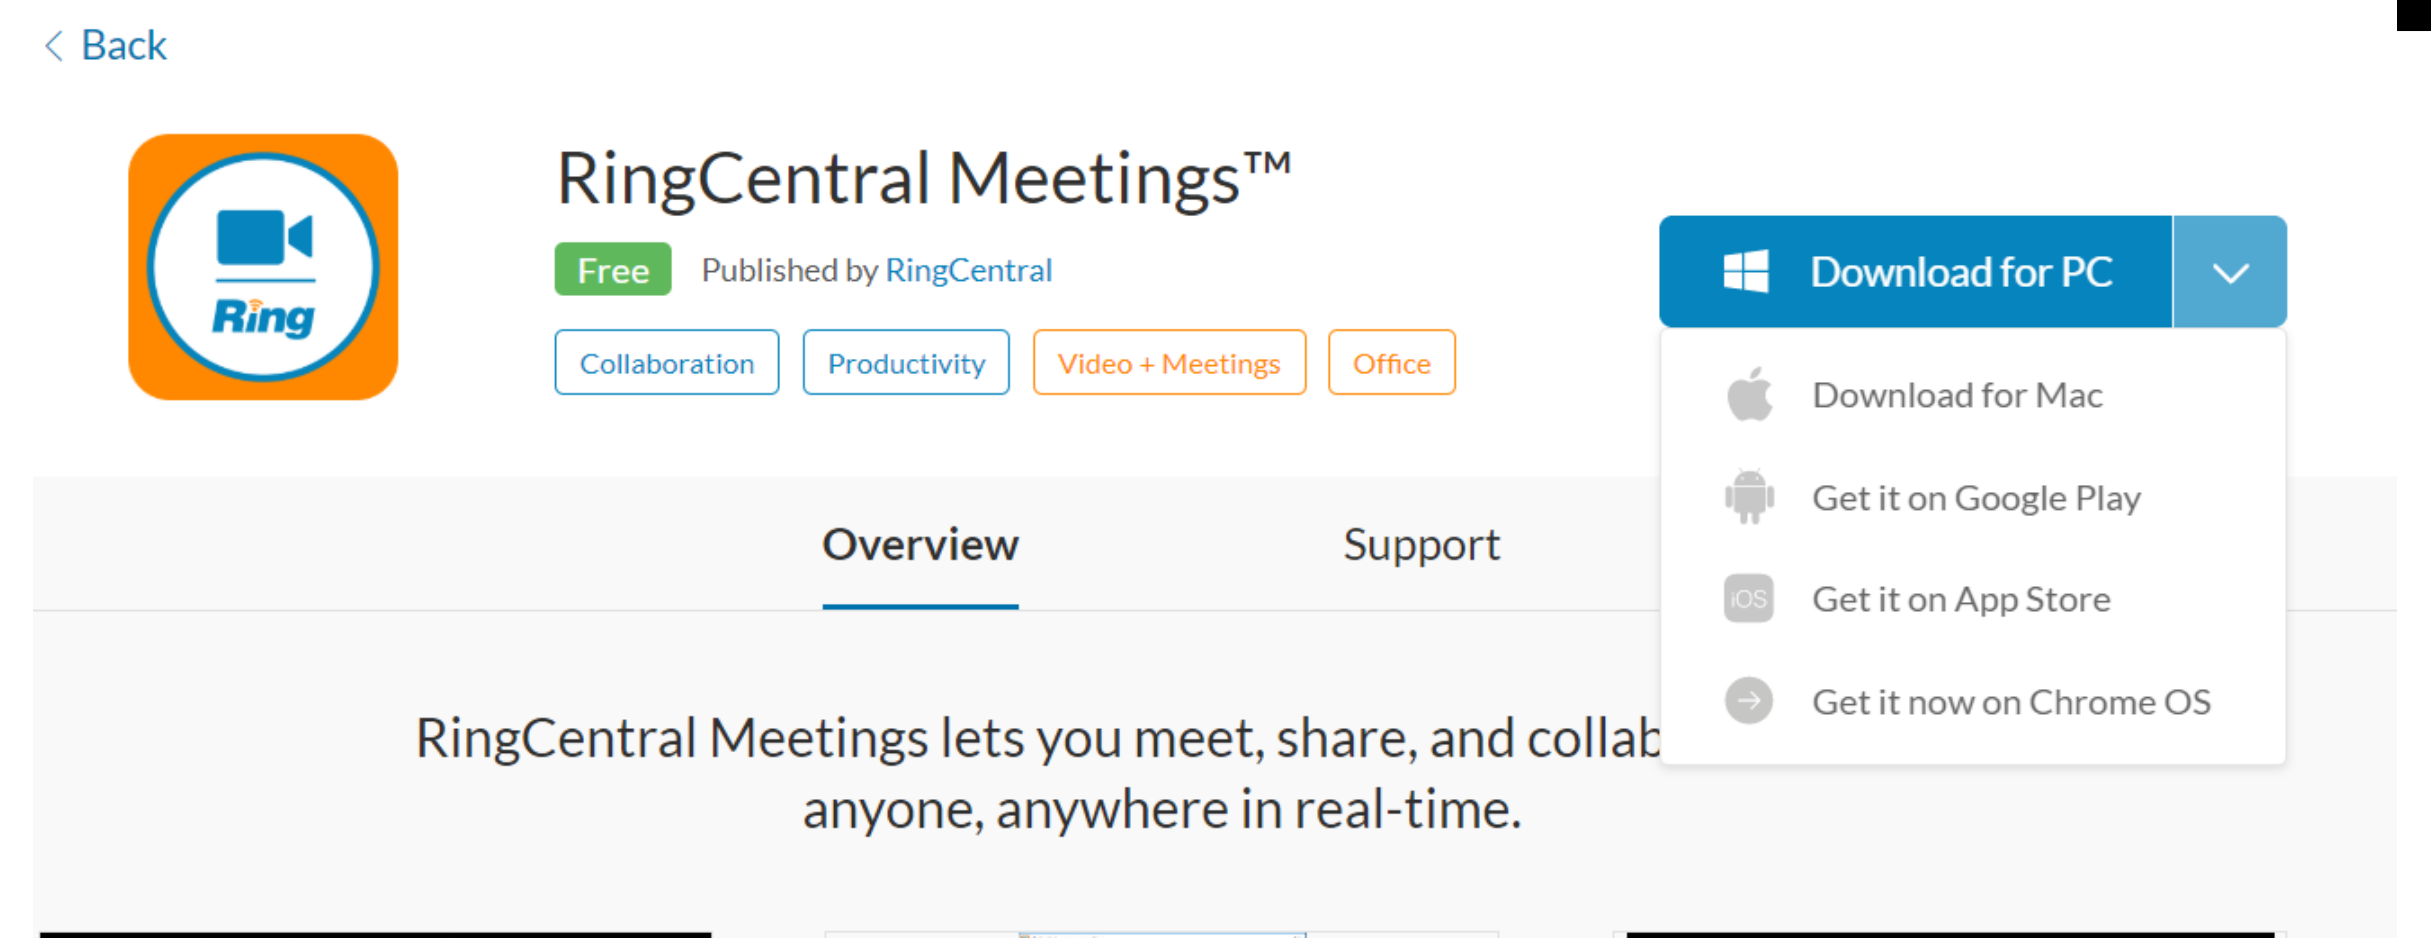 Back
RingCentral Meetings™
Free Published by RingCentral
Collaboration Productivity Video + Meetings Office
Ring
Download for PC
Download for Mac
Get it on Google Play
iOS Get it on App Store
Get it now on Chrome OS
Overview Support
RingCentral Meetings lets you meet, share, and collab
anyone, anywhere in real-time.